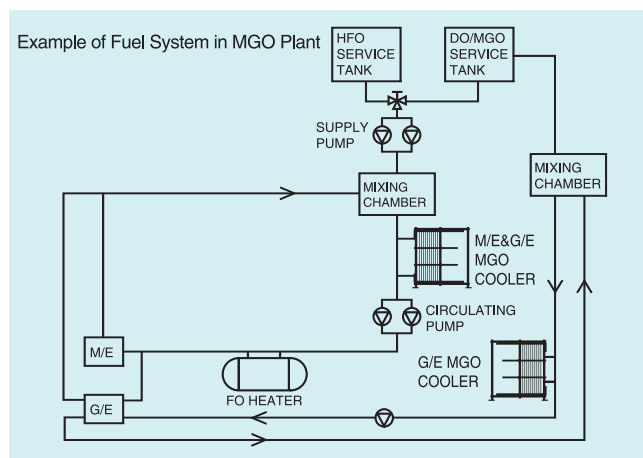 Example of Fuel System in MGO Plant
HFO
SERVICE
TANK
DO/MGO
SERVICE
TANK
SUPPLY
PUMP
MIXING
CHAMBER
MIXING
CHAMBER
M/E&G/E
MGO
COOLER
CIRCULATING
PUMP
M/E
G/E MGO
COOLER
FO HEATER
G/E